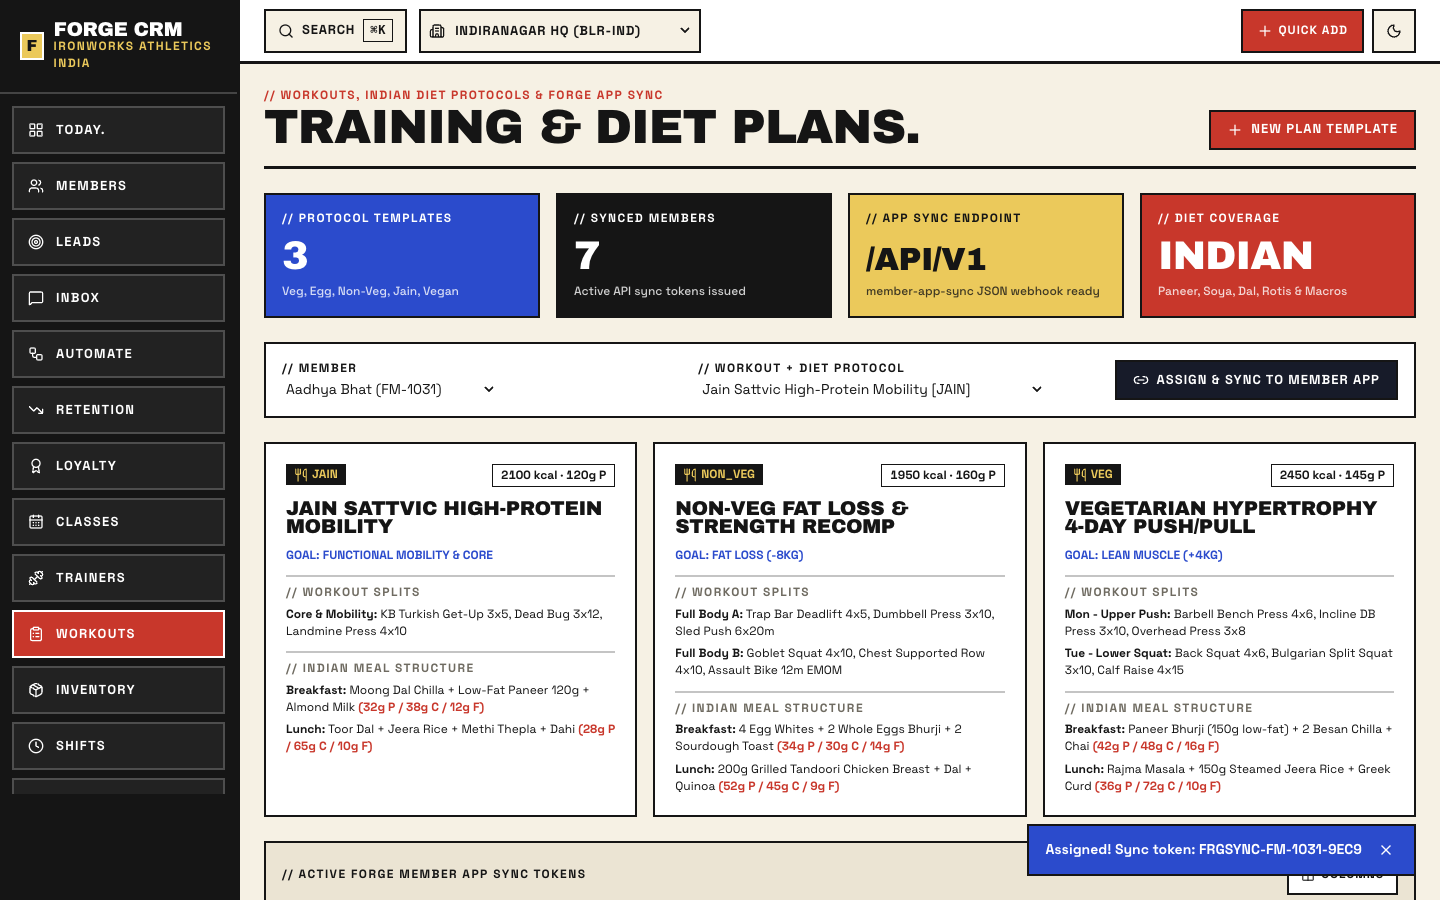 F
FORGE CRM
IRONWORKS ATHLETICS
INDIA
TODAY.
MEMBERS
LEADS
INBOX
AUTOMATE
RETENTION
LOYALTY
CLASSES
TRAINERS
WORKOUTS
INVENTORY
SHIFTS
SEARCH ⌘K
INDIRANAGAR HQ (BLR-IND)
QUICK ADD
// WORKOUTS, INDIAN DIET PROTOCOLS & FORGE APP SYNC
TRAINING & DIET PLANS.
NEW PLAN TEMPLATE
// PROTOCOL TEMPLATES
3
Veg, Egg, Non-Veg, Jain, Vegan
// SYNCED MEMBERS
7
Active API sync tokens issued
// APP SYNC ENDPOINT
/API/V1
member-app-sync JSON webhook ready
// DIET COVERAGE
INDIAN
Paneer, Soya, Dal, Rotis & Macros
// MEMBER
Aadhya Bhat (FM-1031)
// WORKOUT + DIET PROTOCOL
Jain Sattvic High-Protein Mobility [JAIN]
ASSIGN & SYNC TO MEMBER APP
JAIN
2100 kcal · 120g P
JAIN SATTVIC HIGH-PROTEIN
MOBILITY
GOAL: FUNCTIONAL MOBILITY & CORE
// WORKOUT SPLITS
Core & Mobility: KB Turkish Get-Up 3x5, Dead Bug 3x12,
Landmine Press 4x10
// INDIAN MEAL STRUCTURE
Breakfast: Moong Dal Chilla + Low-Fat Paneer 120g +
Almond Milk (32g P / 38g C / 12g F)
Lunch: Toor Dal + Jeera Rice + Methi Thepla + Dahi (28g P
/ 65g C / 10g F)
NON_VEG
1950 kcal · 160g P
NON-VEG FAT LOSS &
STRENGTH RECOMP
GOAL: FAT LOSS (-8KG)
// WORKOUT SPLITS
Full Body A: Trap Bar Deadlift 4x5, Dumbbell Press 3x10,
Sled Push 6x20m
Full Body B: Goblet Squat 4x10, Chest Supported Row
4x10, Assault Bike 12m EMOM
// INDIAN MEAL STRUCTURE
Breakfast: 4 Egg Whites + 2 Whole Eggs Bhurji + 2
Sourdough Toast (34g P / 30g C / 14g F)
Lunch: 200g Grilled Tandoori Chicken Breast + Dal +
Quinoa (52g P / 45g C / 9g F)
VEG
2450 kcal · 145g P
VEGETARIAN HYPERTROPHY
4-DAY PUSH/PULL
GOAL: LEAN MUSCLE (+4KG)
// WORKOUT SPLITS
Mon - Upper Push: Barbell Bench Press 4x6, Incline DB
Press 3x10, Overhead Press 3x8
Tue - Lower Squat: Back Squat 4x6, Bulgarian Split Squat
3x10, Calf Raise 4x15
// INDIAN MEAL STRUCTURE
Breakfast: Paneer Bhurji (150g low-fat) + 2 Besan Chilla +
Chai (42g P / 48g C / 16g F)
Lunch: Rajma Masala + 150g Steamed Jeera Rice + Greek
Curd (36g P / 72g C / 10g F)
// ACTIVE FORGE MEMBER APP SYNC TOKENS
Assigned! Sync token: FRGSYNC-FM-1031-9EC9